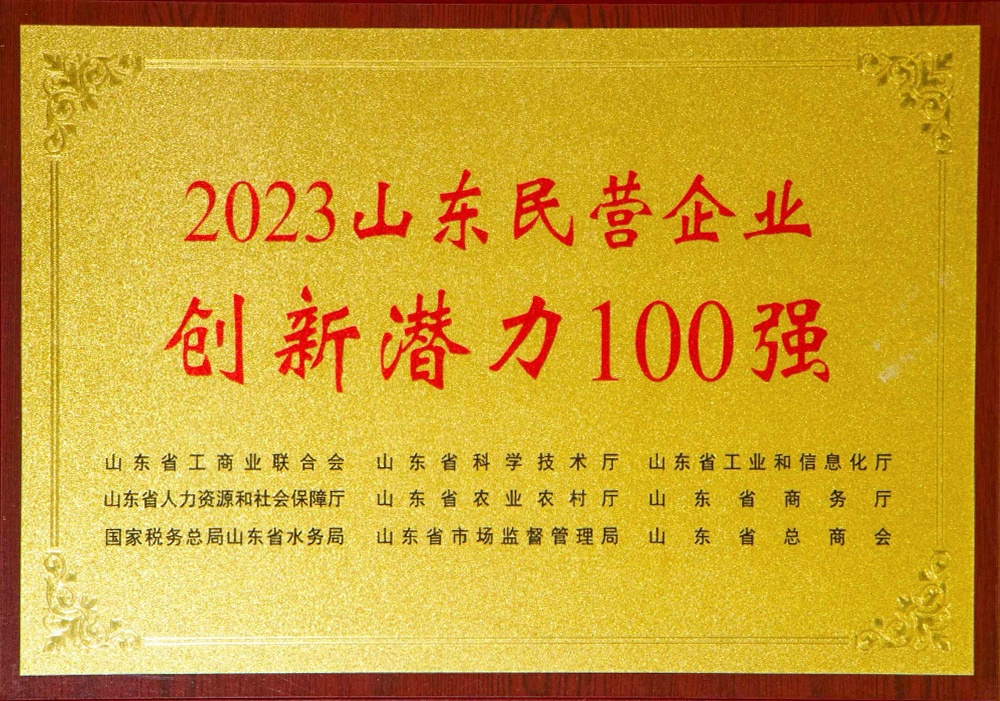 2023山东民营企业
创新潜力100强
山东省工商业联合会 山东省科学技术厅 山东省工业和信息化厅
山东省人力资源和社会保障厅 山东省农业农村厅 山东省商务厅
国家税务总局山东省水务局 山东省市场监督管理局 山东省总商会